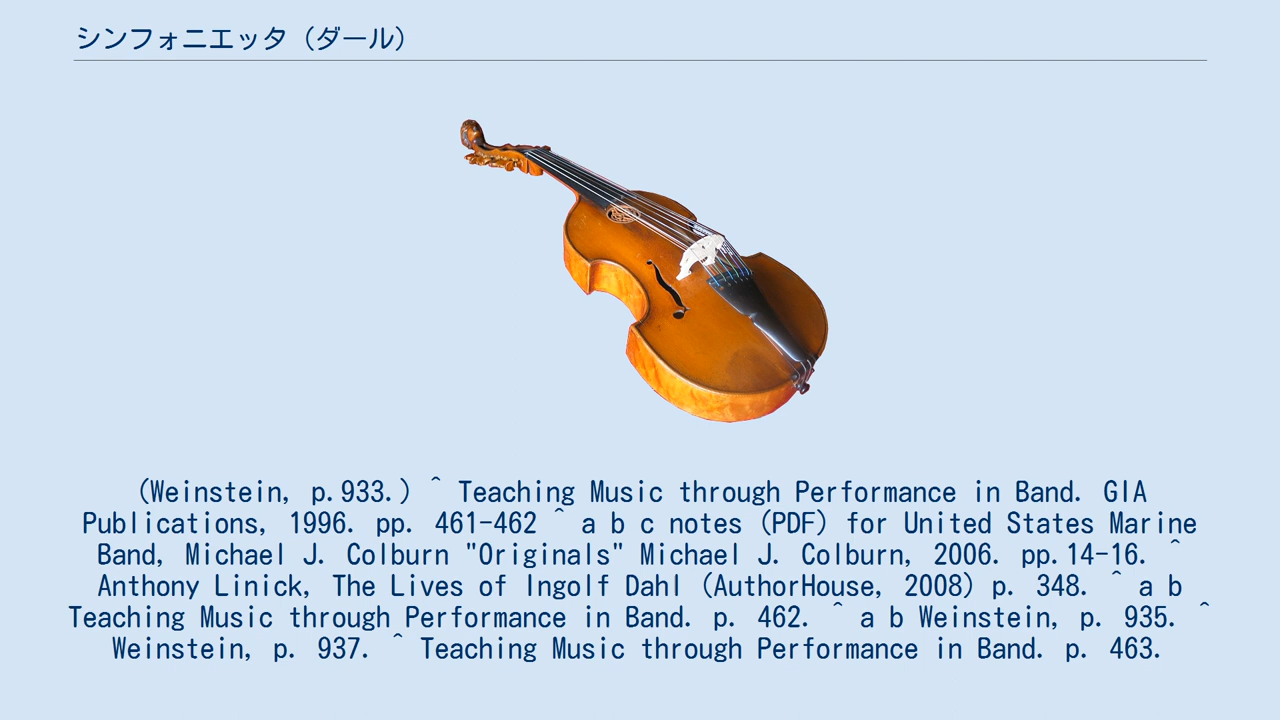 シンフォニエッタ（ダール）
(Weinstein, p.933.) ^ Teaching Music through Performance in Band. GIA
Publications, 1996. pp. 461-462 ^ a b c notes (PDF) for United States Marine
Band, Michael J. Colburn "Originals" Michael J. Colburn, 2006. pp.14-16. ^
Anthony Linick, The Lives of Ingolf Dahl (AuthorHouse, 2008) p. 348. ^ a b
Teaching Music through Performance in Band. p. 462. ^ a b Weinstein, p. 935. ^
Weinstein, p. 937. ^ Teaching Music through Performance in Band. p. 463.